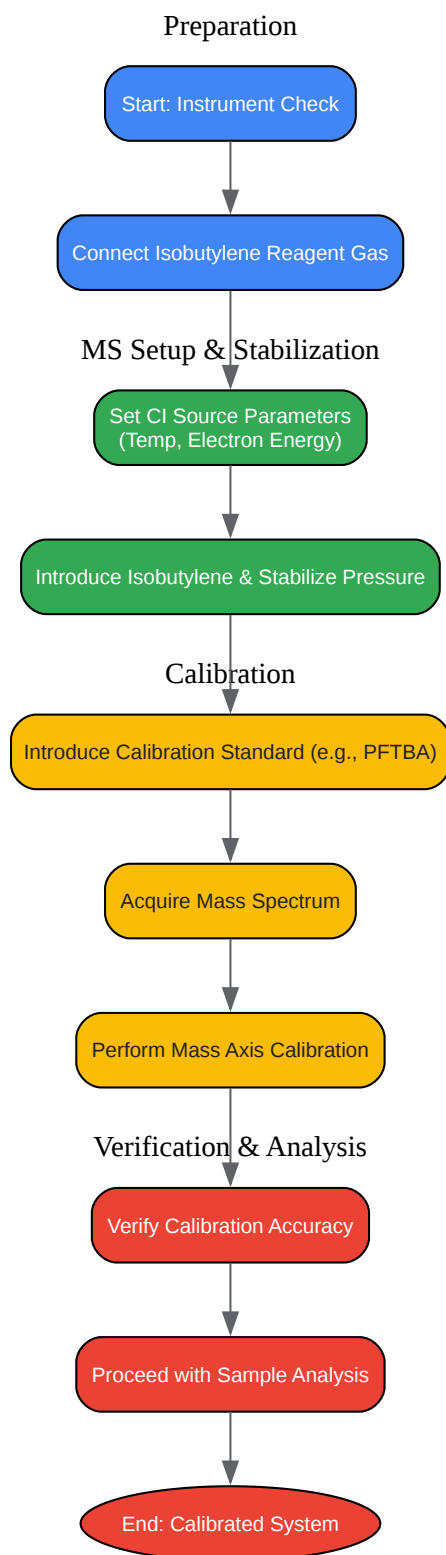 Preparation
Start: Instrument Check
Connect Isobutylene Reagent Gas
MS Setup & Stabilization
Set CI Source Parameters
(Temp, Electron Energy)
Introduce Isobutylene & Stabilize Pressure
Calibration
Introduce Calibration Standard (e.g., PFTBA)
Acquire Mass Spectrum
Perform Mass Axis Calibration
Verification & Analysis
Verify Calibration Accuracy
Proceed with Sample Analysis
End: Calibrated System